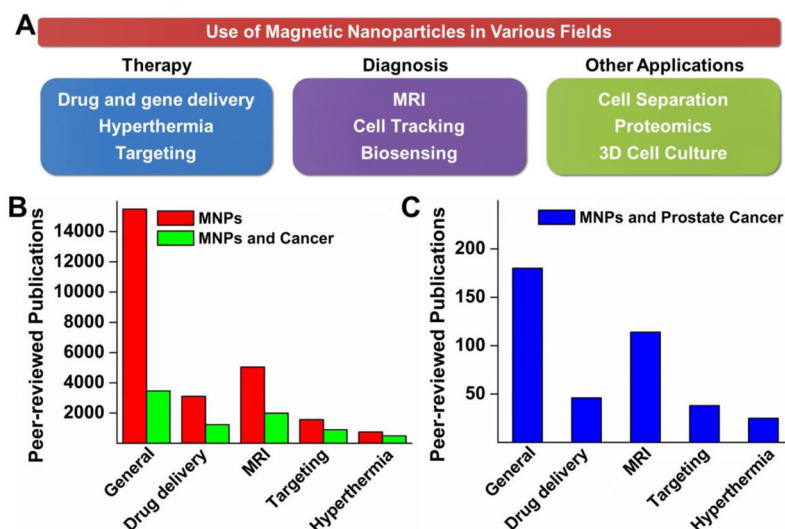 A
Use of Magnetic Nanoparticles in Various Fields
Therapy
Drug and gene delivery
Hyperthermia
Targeting
Diagnosis
MRI
Cell Tracking
Biosensing
Other Applications
Cell Separation
Proteomics
3D Cell Culture
B
Peer-reviewed Publications
14000
12000
10000
8000
6000
4000
2000
MNPs
MNPs and Cancer
General
Drug delivery
MRI
Targeting
Hyperthermia
C
Peer-reviewed Publications
200
150
100
50
MNPs and Prostate Cancer
General
Drug delivery
MRI
Targeting
Hyperthermia